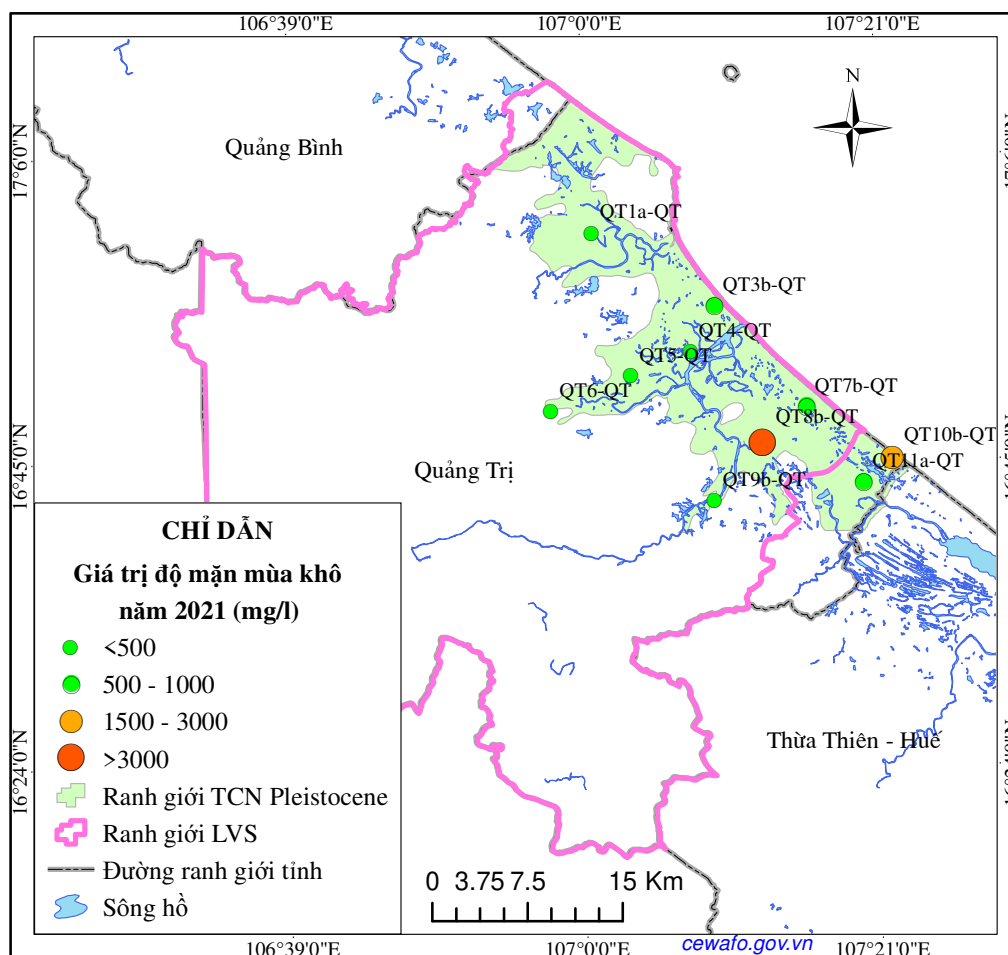 106°39'0"E 107°0'0"E 107°21'0"E
N
17°6'0"N
Quảng Bình
QT1a-QT
QT3b-QT
QT4-QT
QT5-QT
QT6-QT
QT7b-QT
QT8b-QT
QT10b-QT
QT11a-QT
16°45'0"N
Quảng Trị
QT9b-QT
CHỈ DẪN
Giá trị độ mặn mùa khô
năm 2021 (mg/l)
<500
500 - 1000
1500 - 3000
>3000
Ranh giới TCN Pleistocene
Ranh giới LVS
Đường ranh giới tỉnh
Sông hồ
Thừa Thiên - Huế
16°24'0"N
0 3.75 7.5 15 Km
cewafo.gov.vn
106°39'0"E 107°0'0"E 107°21'0"E